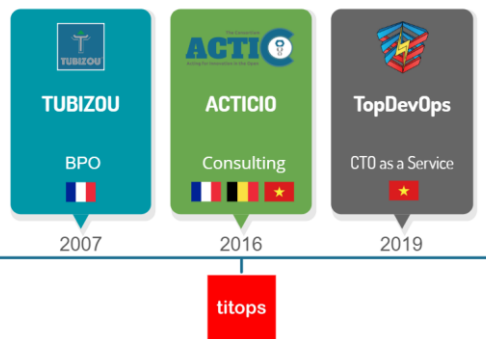 TUBIZOU
TUBIZOU
BPO
2007
ACTIC
ACTICIO
Consulting
2016
TopDevOps
CTO as a Service
2019
titops